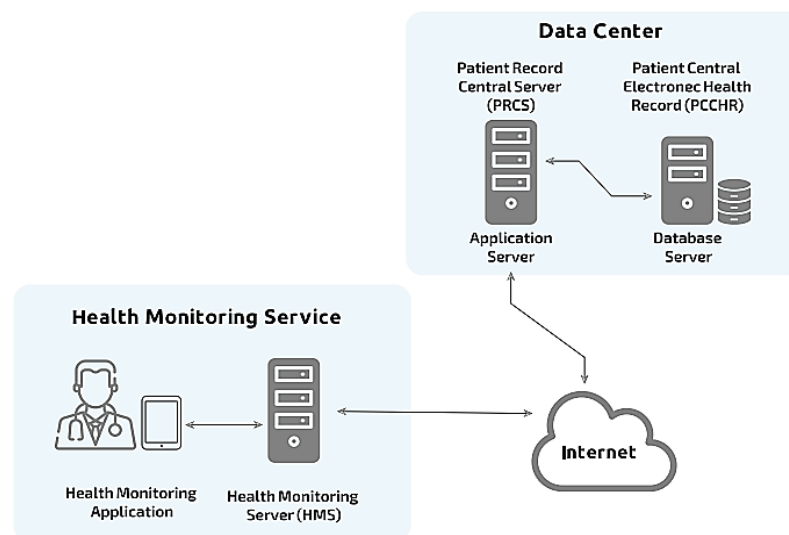 Data Center
Patient Record
Central Server
(PRCS)
Patient Central
Electronec Health
Record (PCCHR)
Application
Server
Database
Server
Health Monitoring Service
Health Monitoring
Application
Health Monitoring
Server (HMS)
Internet